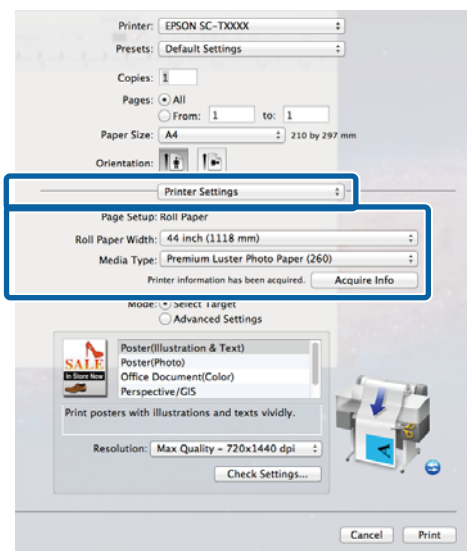 Printer: EPSON SC-TXXXX
Presets: Default Settings
Copies: 1
Pages: All
From: 1 to: 1
Paper Size: A4 210 by 297 mm
Orientation:
Printer Settings
Page Setup: Roll Paper
Roll Paper Width: 44 inch (1118 mm)
Media Type: Premium Luster Photo Paper (260)
Printer information has been acquired. Acquire Info
Mode: Select Target
Advanced Settings
SALE
In Store Now
Poster(Illustration & Text)
Poster(Photo)
Office Document(Color)
Perspective/GIS
Print posters with illustrations and texts vividly.
Resolution: Max Quality - 720x1440 dpi
Check Settings...
A
Cancel Print